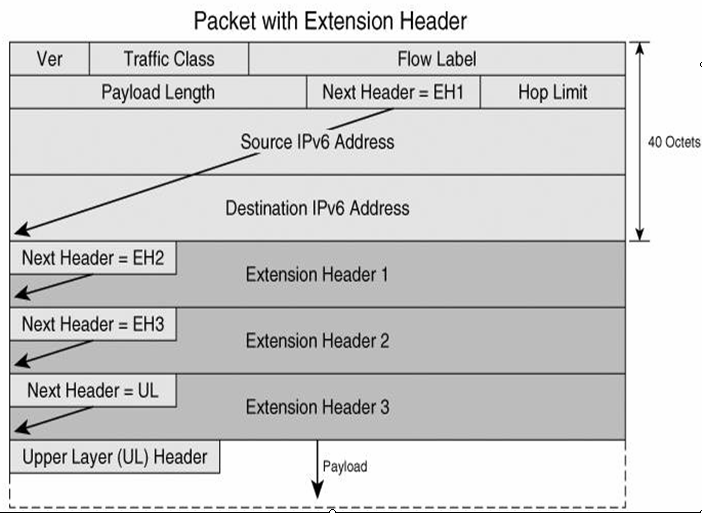 Packet with Extension Header
Ver Traffic Class Flow Label
Payload Length Next Header = EH1 Hop Limit
Source IPv6 Address
40 Octets
Destination IPv6 Address
Next Header = EH2
Extension Header 1
Next Header = EH3
Extension Header 2
Next Header = UL
Extension Header 3
Upper Layer (UL) Header
Payload